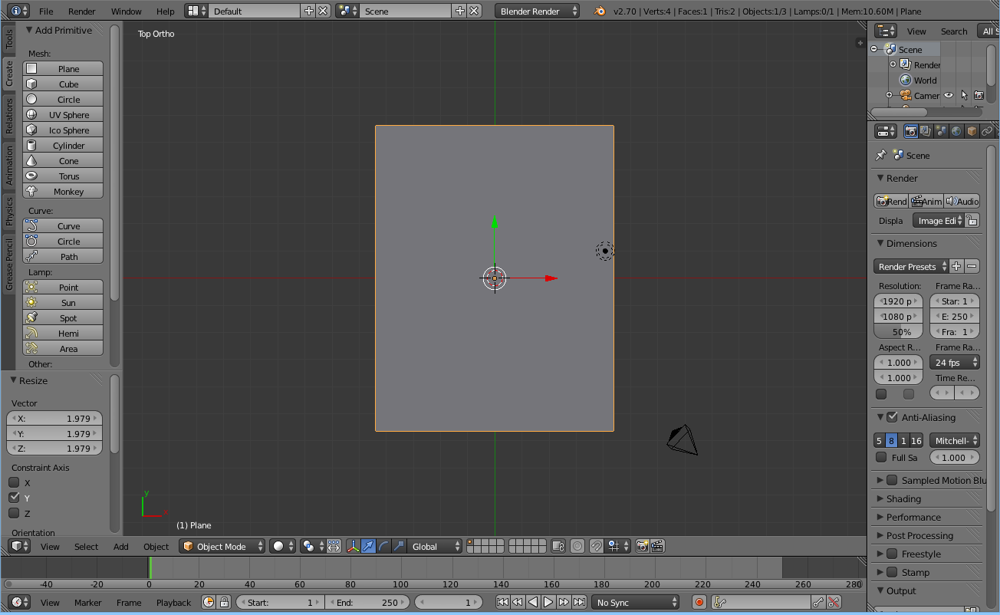 File Render Window Help Default Scene Blender Render v2.70 | Verts:4 | Faces:1 | Tris:2 | Objects:1/3 | Lamps:0/1 | Mem:10.60M | Plane
Tools
Create
Relations
Animation
Physics
Grease Pencil
Add Primitive
Mesh:
Plane
Cube
Circle
UV Sphere
Ico Sphere
Cylinder
Cone
Torus
Monkey
Curve:
Curve
Circle
Path
Lamp:
Point
Sun
Spot
Hemi
Area
Other:
Resize
Vector
X: 1.979
Y: 1.979
Z: 1.979
Constraint Axis
X
Y
Z
Orientation
Top Ortho
y
x
(1) Plane
View Select Add Object Object Mode Global
-40 -20 0 20 40 60 80 100 120 140 160 180 200 220 240 260 280
View Marker Frame Playback Start: 1 End: 250 1 No Sync
View Search All S
Scene
Render
World
Camer
Scene
Render
Rend Anim Audio
Displa Image Edi
Dimensions
Render Presets
Resolution: Frame Ra...
1920 p Star: 1
1080 p E: 250
50% Fra: 1
Aspect R... Frame Ra...
1.000 24 fps
1.000 Time Re...
Anti-Aliasing
5 8 1 16 Mitchell-
Full Sa 1.000
Sampled Motion Blu
Shading
Performance
Post Processing
Freestyle
Stamp
Output